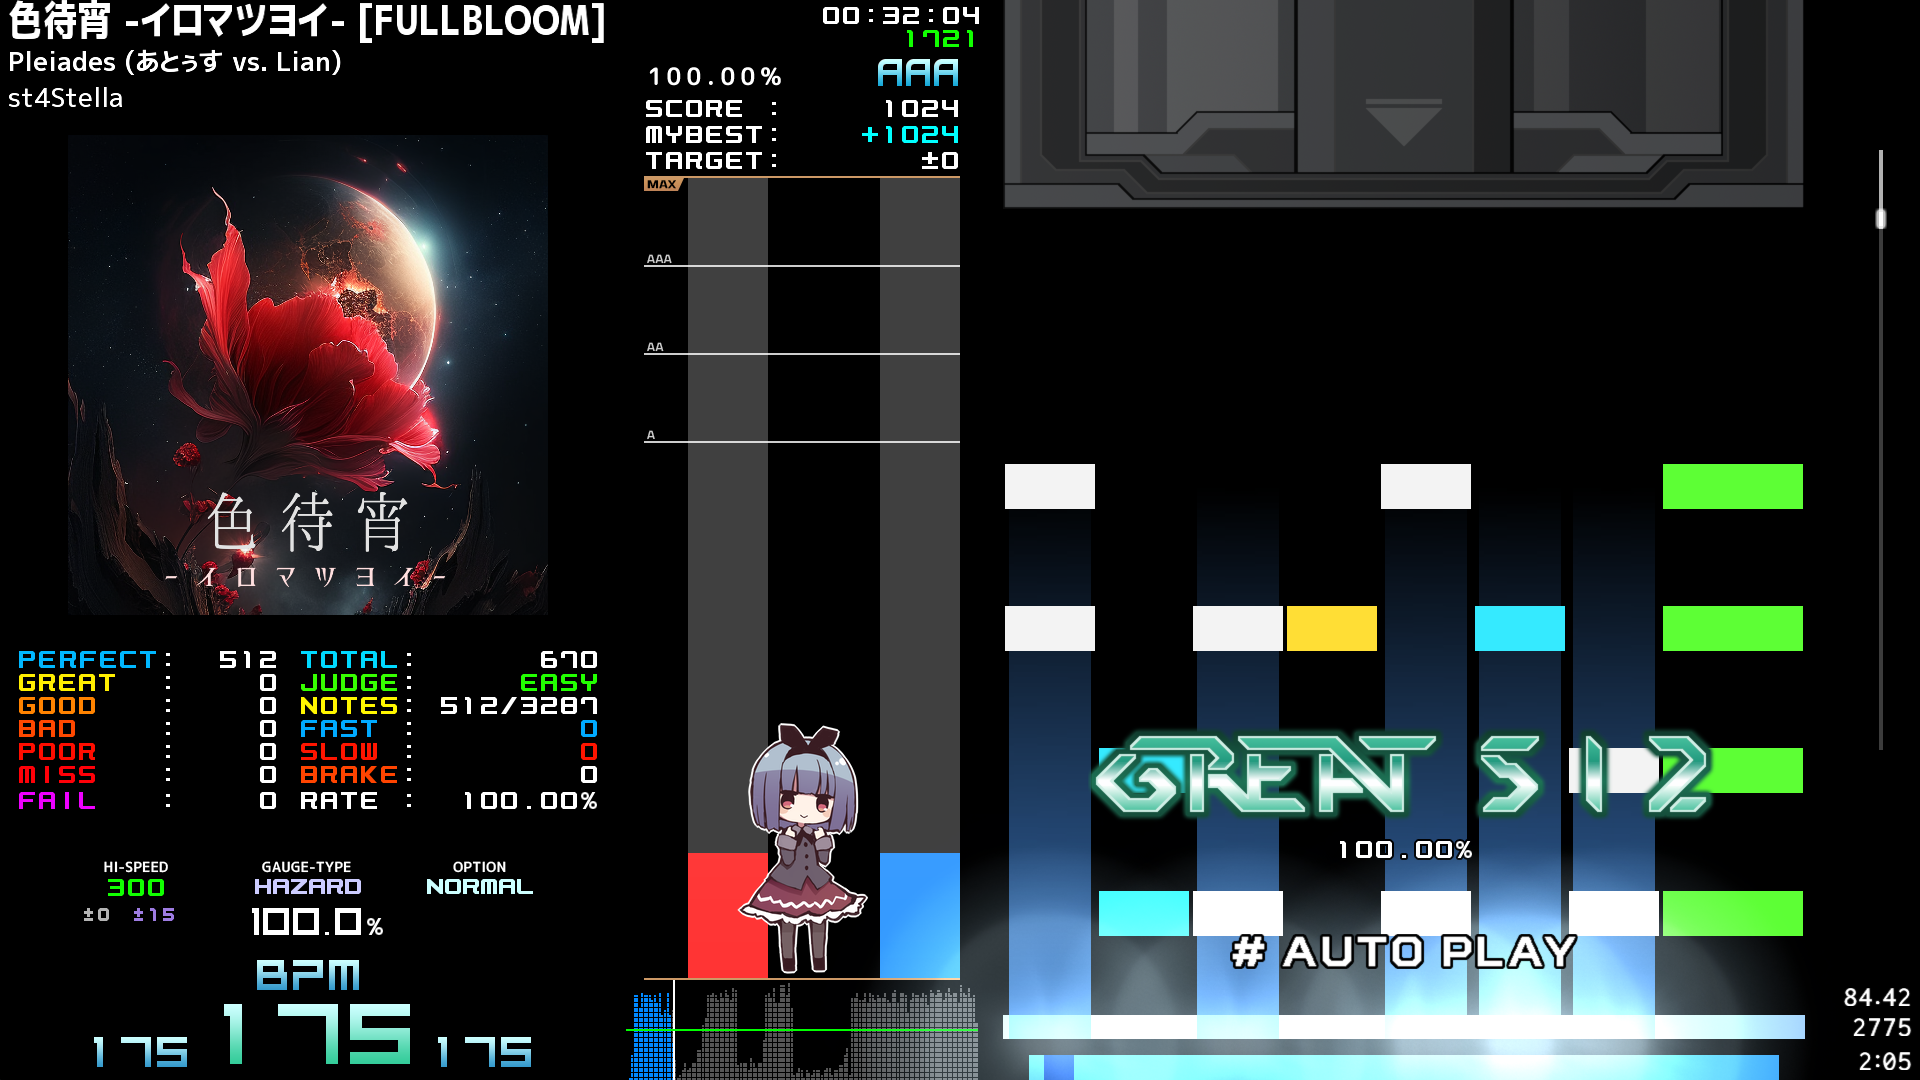 色待宵 -イロマツヨイ- [FULLBLOOM]
Pleiades (あとぅす vs. Lian)
st4Stella
色待宵
-イロマツヨイ-
PERFECT: 512
GREAT : 0
GOOD : 0
BAD : 0
POOR : 0
MISS : 0
FAIL : 0
TOTAL: 670
JUDGE: EASY
NOTES: 512/3287
FAST : 0
SLOW : 0
BRAKE: 0
RATE : 100.00%
HI-SPEED
300
±0 ±15
GAUGE-TYPE
HAZARD
100.0%
OPTION
NORMAL
BPM
175 175 175
00:32:04
1721
100.00% AAA
SCORE : 1024
MYBEST: +1024
TARGET: ±0
MAX
AAA
AA
A
GREAT 512
100.00%
# AUTO PLAY
84.42
2775
2:05